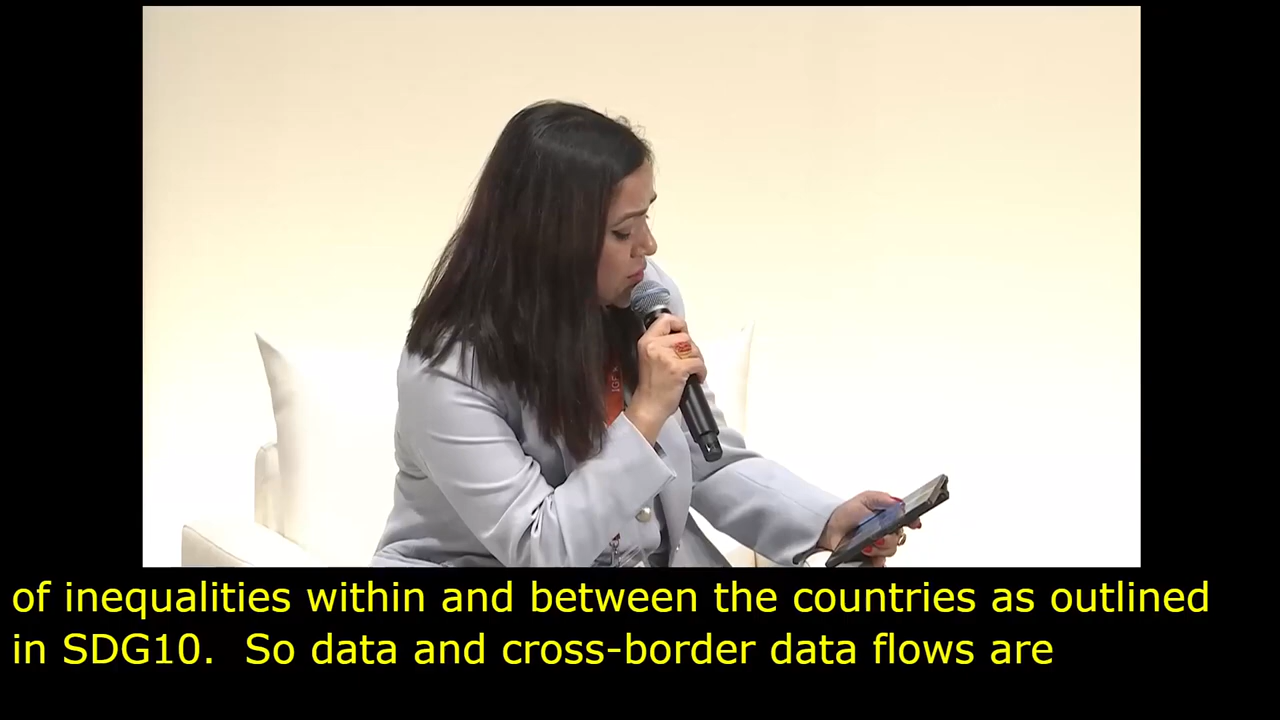 IGF
of inequalities within and between the countries as outlined
in SDG10.  So data and cross-border data flows are